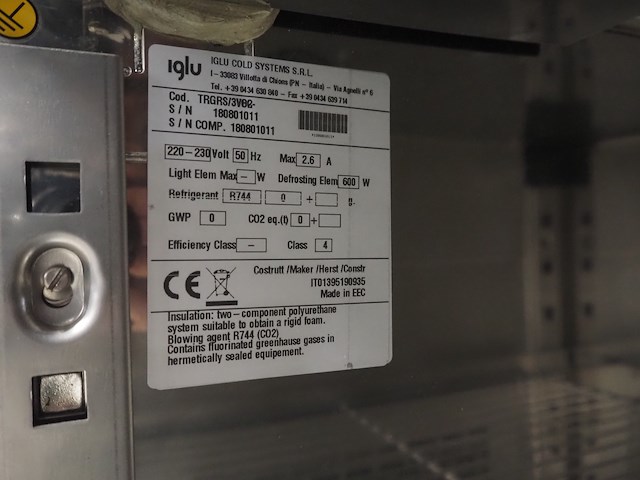 iglu IGLU COLD SYSTEMS S.R.L.
I - 33083 Villotta di Chions (PN - Italia) - Via Agnelli n° 6
Tel. +39 0434 630 840 - Fax +39 0434 639 714
Cod. TRGRS/3V0C-
S / N 180801011
S / N COMP. 180801011
220-230 Volt 50 Hz Max 2.6 A
Light Elem Max - W Defrosting Elem 600 W
Refrigerant R744 0 + g.
GWP 0 CO2 eq.(t) 0 +
Efficiency Class - Class 4
CE Costrutt /Maker /Herst /Constr
IT01395190935
Made in EEC
Insulation: two-component polyurethane
system suitable to obtain a rigid foam.
Blowing agent R744 (CO2)
Contains fluorinated greenhouse gases in
hermetically sealed equipement.